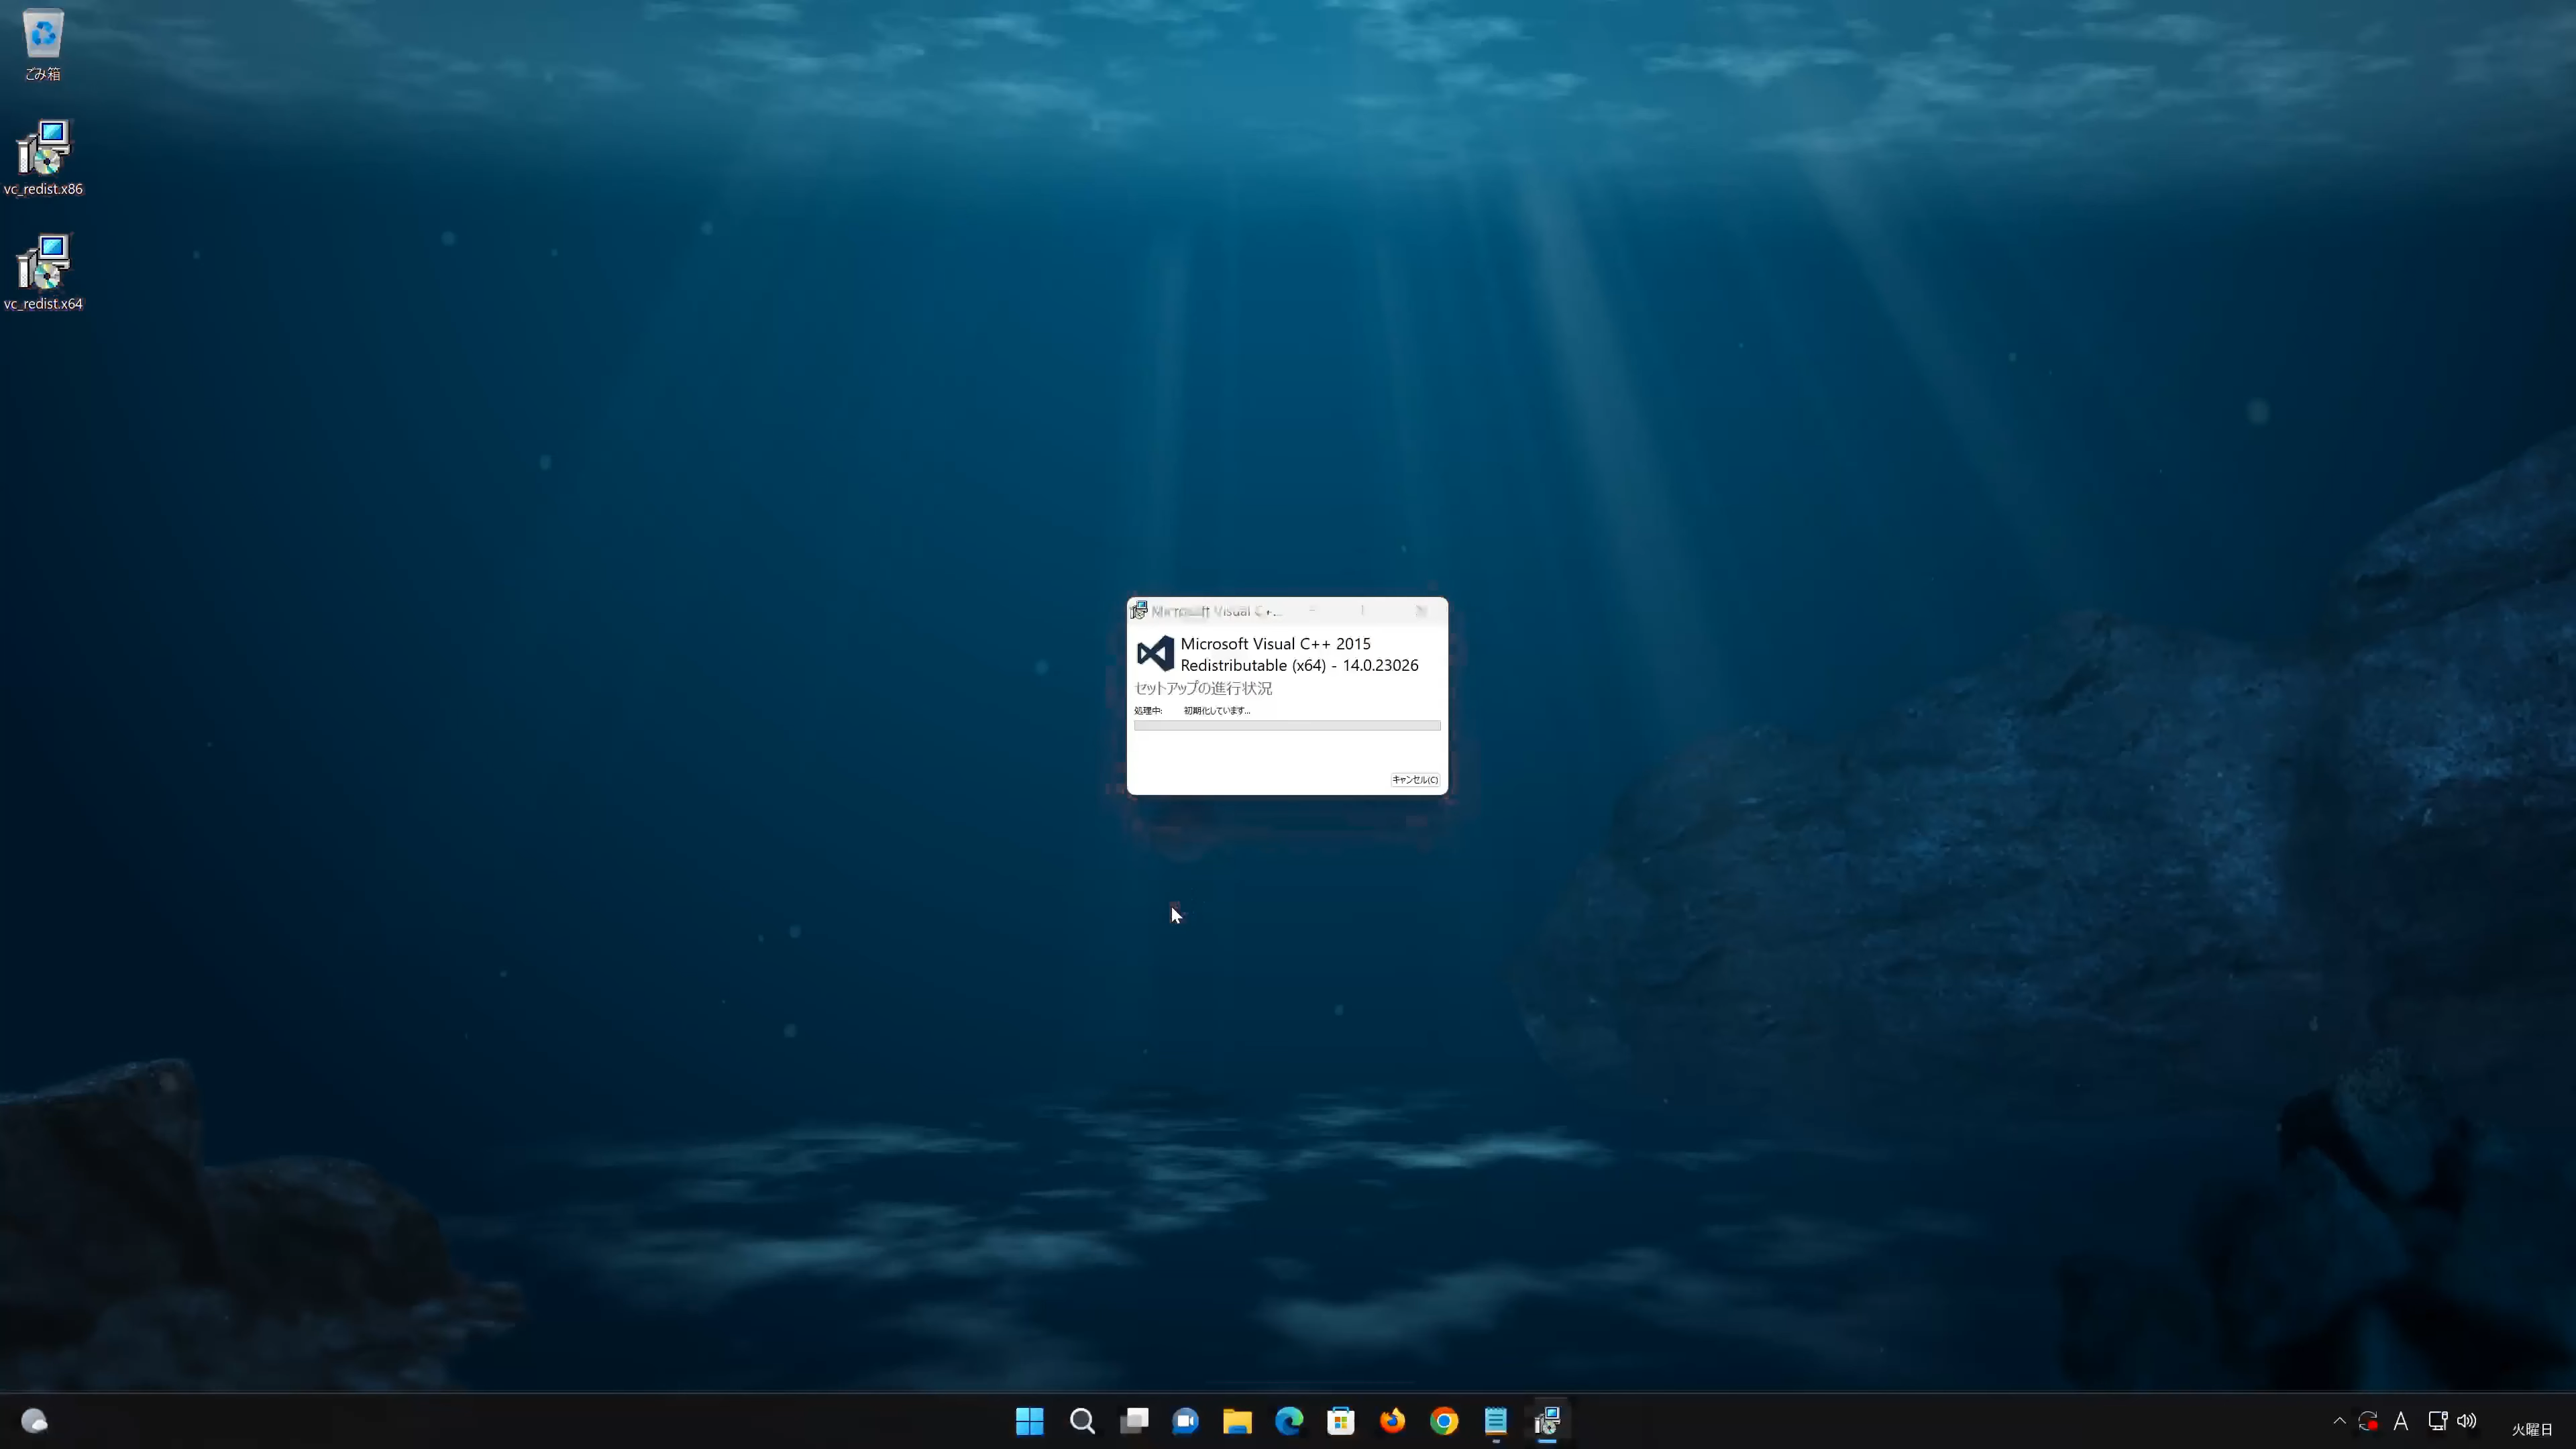 ごみ箱
vc_redist.x86
vc_redist.x64
Microsoft Visual C+...
Microsoft Visual C++ 2015
Redistributable (x64) - 14.0.23026
セットアップの進行状況
処理中: 初期化しています...
キャンセル(C)
A
火曜日